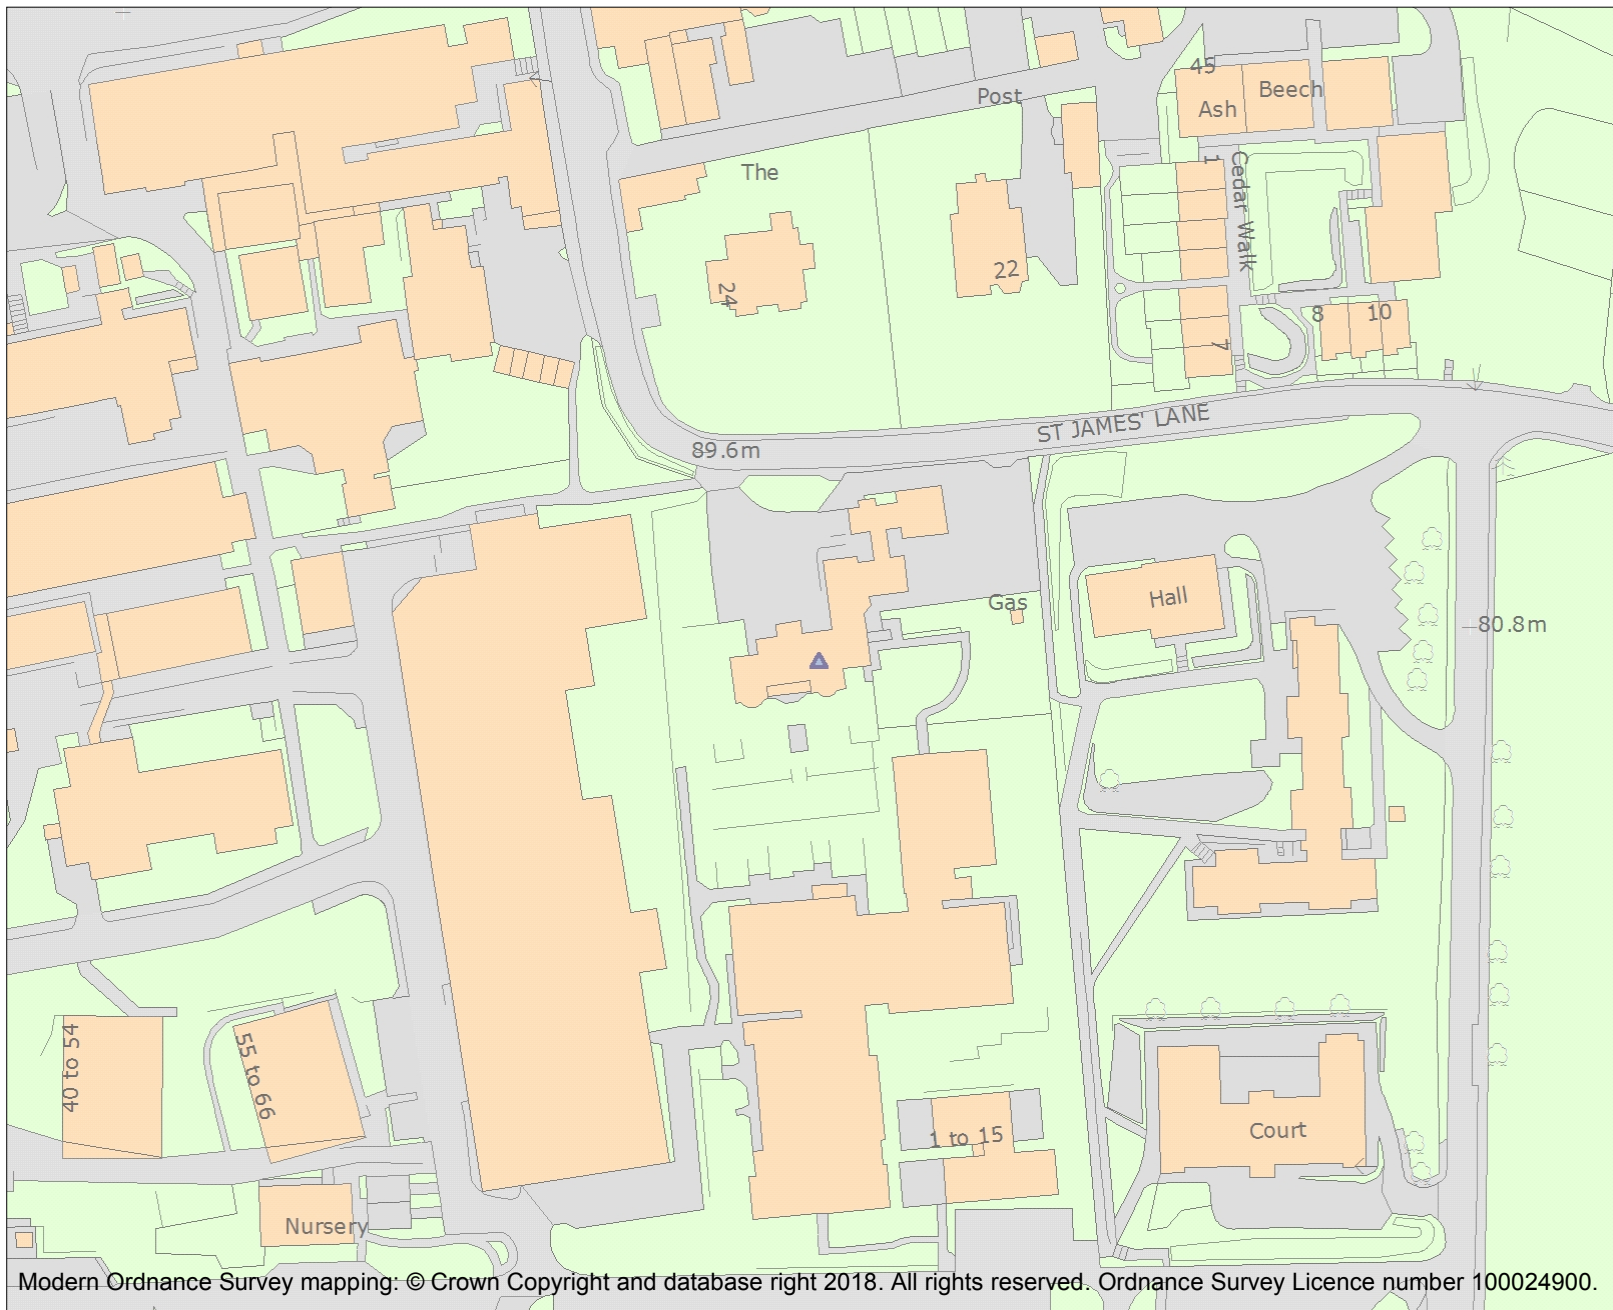 45
Post
Beech
Ash
The
1
Cedar Walk
22
24
8
10
7
ST JAMES' LANE
89.6m
Gas
Hall
80.8m
40 to 54
55 to 66
1 to 15
Court
Nursery
Modern Ordnance Survey mapping: © Crown Copyright and database right 2018. All rights reserved. Ordnance Survey Licence number 100024900.